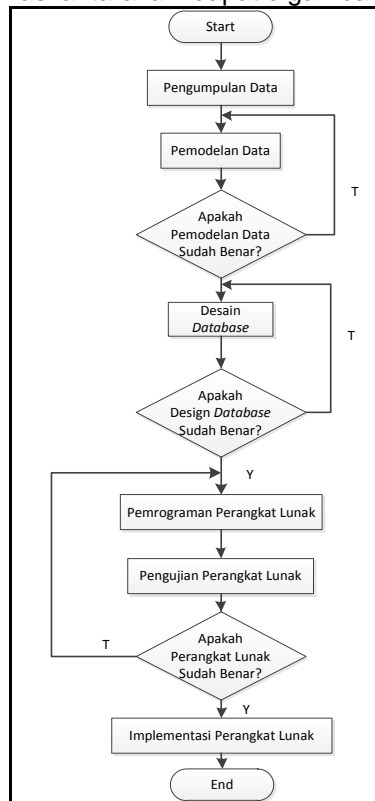 Start
Pengumpulan Data
Pemodelan Data
T
Apakah
Pemodelan Data
Sudah Benar?
Desain
Database
T
Apakah
Design Database
Sudah Benar?
Y
Pemrograman Perangkat Lunak
Pengujian Perangkat Lunak
T
Apakah
Perangkat Lunak
Sudah Benar?
Y
Implementasi Perangkat Lunak
End